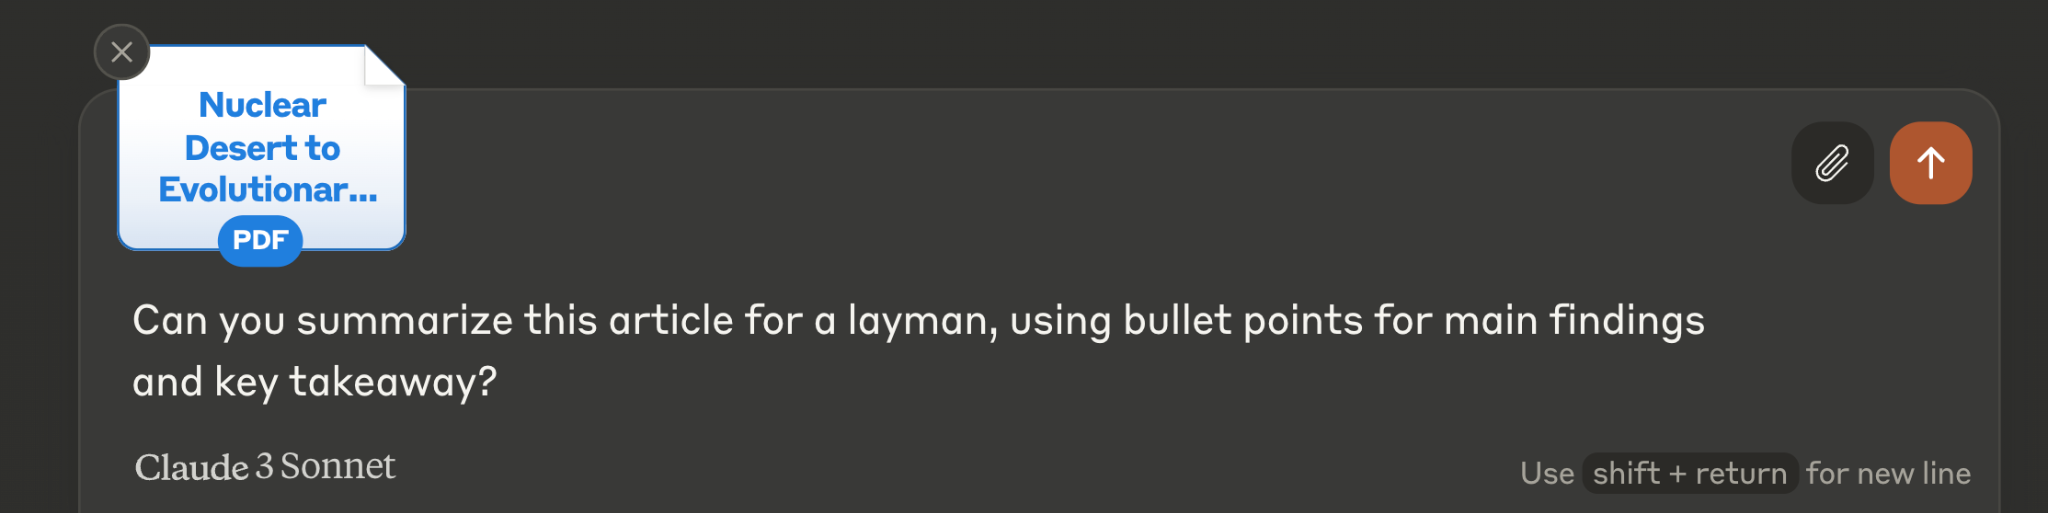 Nuclear
Desert to
Evolutionar...
PDF
Can you summarize this article for a layman, using bullet points for main findings
and key takeaway?
Claude 3 Sonnet
Use shift + return for new line